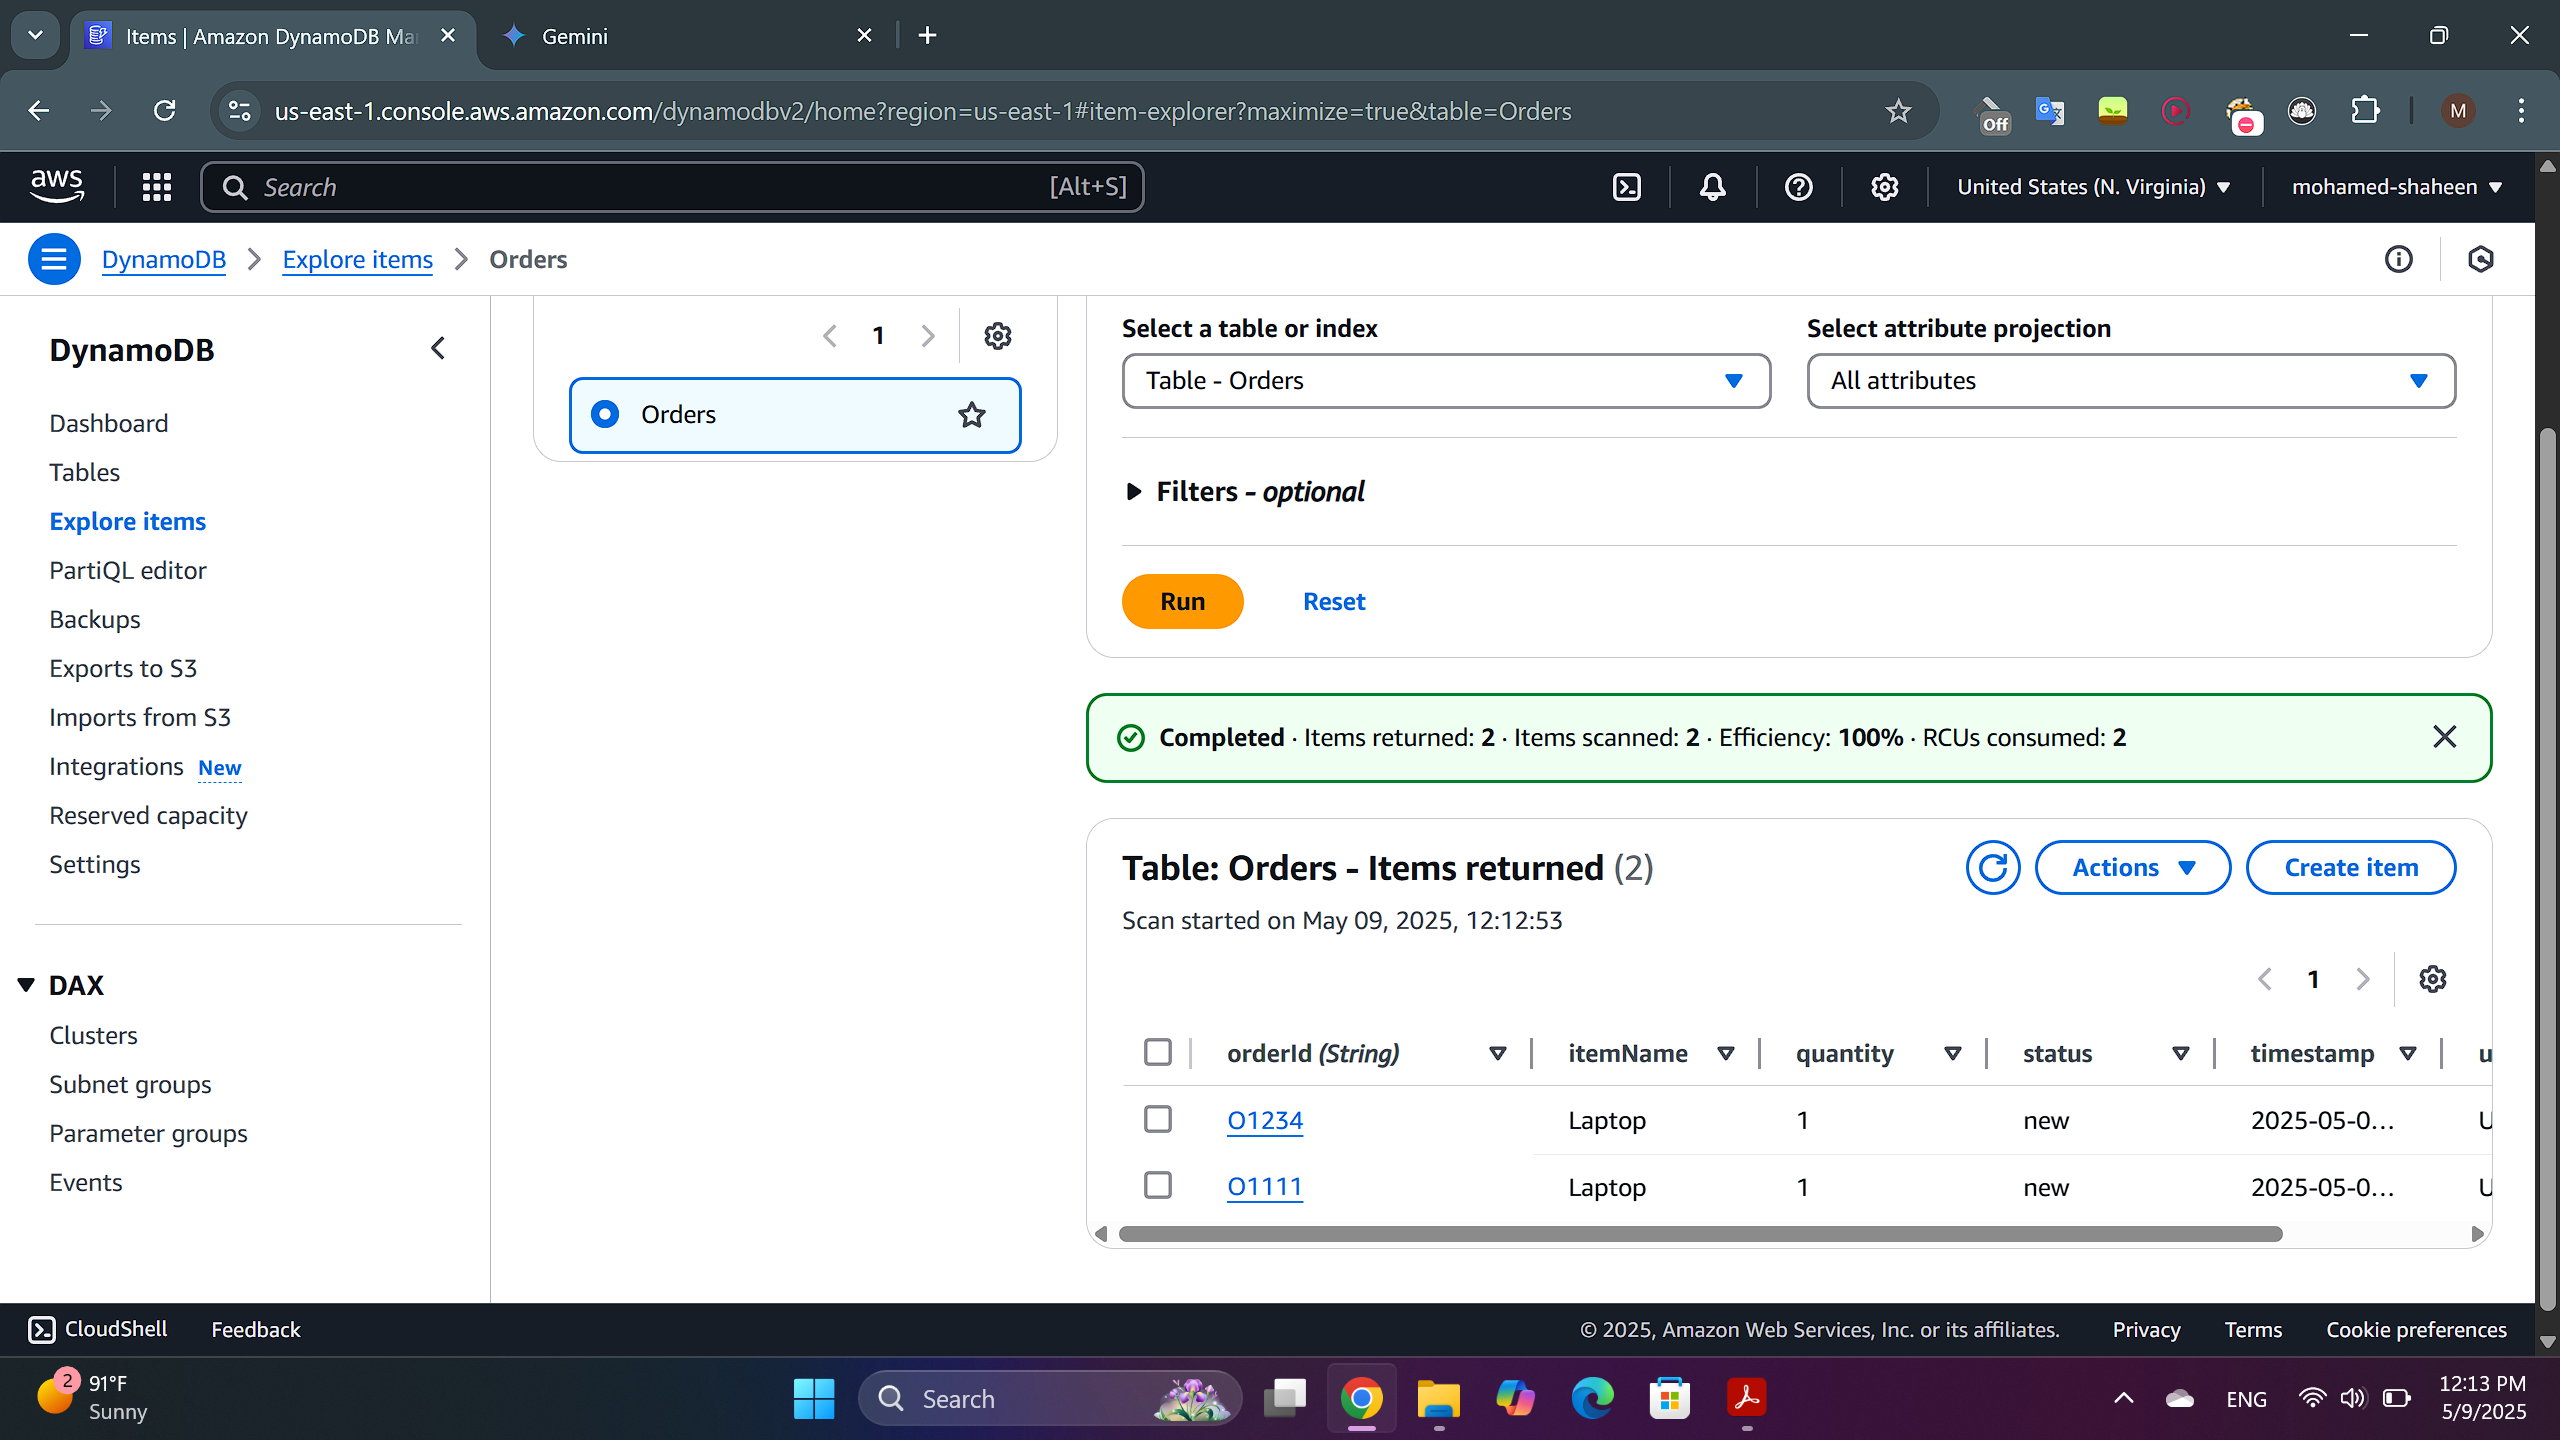 Items | Amazon DynamoDB Ma
Gemini
us-east-1.console.aws.amazon.com/dynamodbv2/home?region=us-east-1#item-explorer?maximize=true&table=Orders
Off
M
aws
Search
[Alt+S]
United States (N. Virginia)
mohamed-shaheen
DynamoDB
Explore items
Orders
DynamoDB
Dashboard
Tables
Explore items
PartiQL editor
Backups
Exports to S3
Imports from S3
Integrations New
Reserved capacity
Settings
DAX
Clusters
Subnet groups
Parameter groups
Events
1
Orders
Select a table or index
Table - Orders
Select attribute projection
All attributes
Filters - optional
Run
Reset
Completed · Items returned: 2 · Items scanned: 2 · Efficiency: 100% · RCUs consumed: 2
Table: Orders - Items returned (2)
Scan started on May 09, 2025, 12:12:53
Actions
Create item
1
orderId (String) itemName quantity status timestamp u
O1234 Laptop 1 new 2025-05-0... U
O1111 Laptop 1 new 2025-05-0... U
CloudShell
Feedback
© 2025, Amazon Web Services, Inc. or its affiliates.
Privacy
Terms
Cookie preferences
2
91°F
Sunny
Search
ENG
12:13 PM
5/9/2025